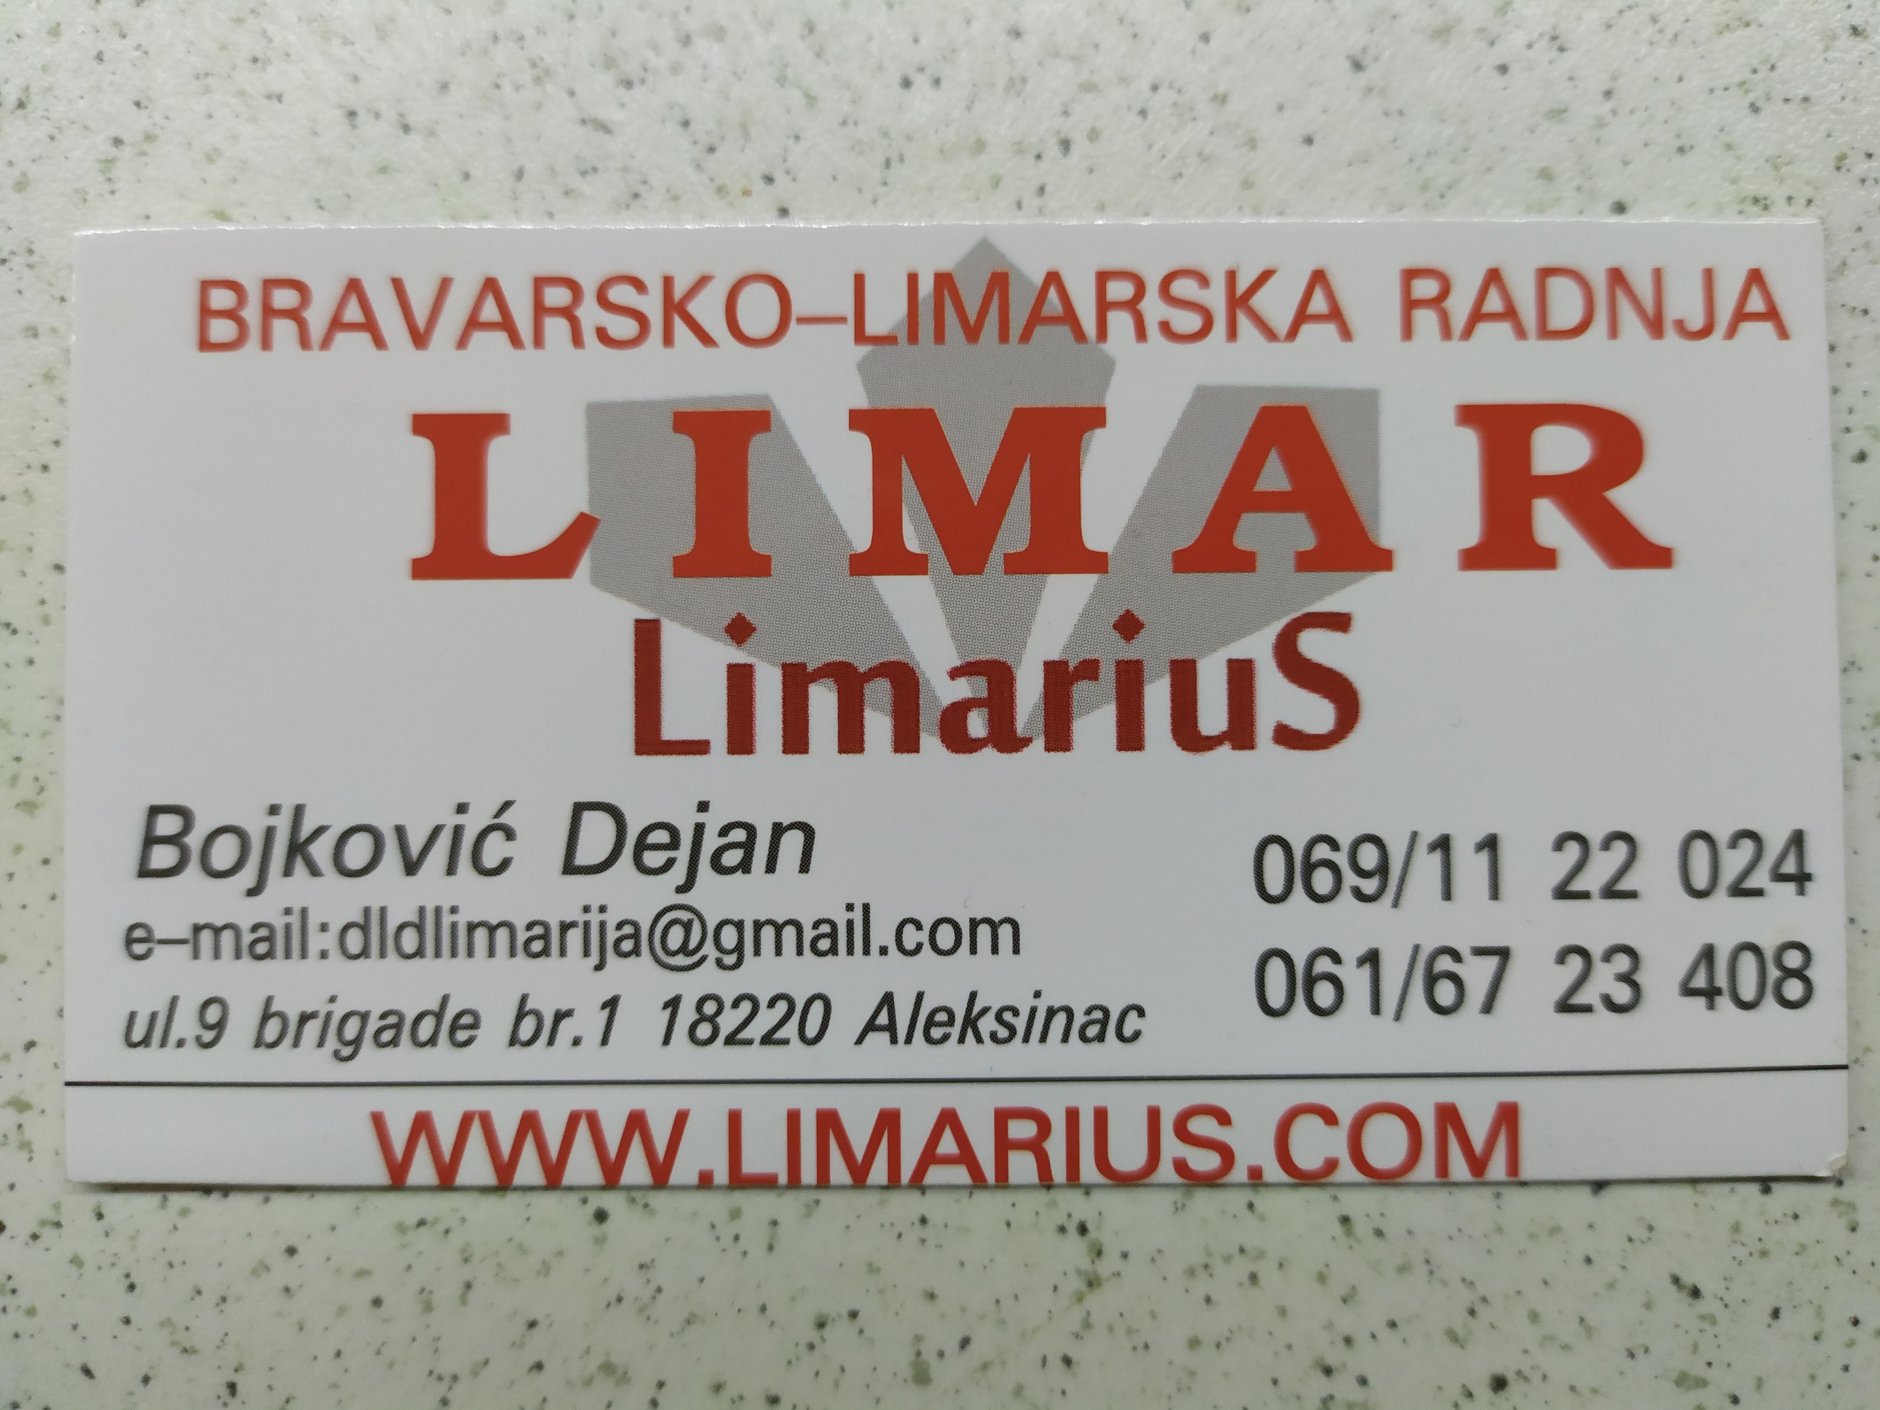 BRAVARSKO–LIMARSKA RADNJA
LIMAR
LimariuS
Bojković Dejan
e–mail:dldlimarija@gmail.com
ul.9 brigade br.1 18220 Aleksinac
069/11 22 024
061/67 23 408
WWW.LIMARIUS.COM